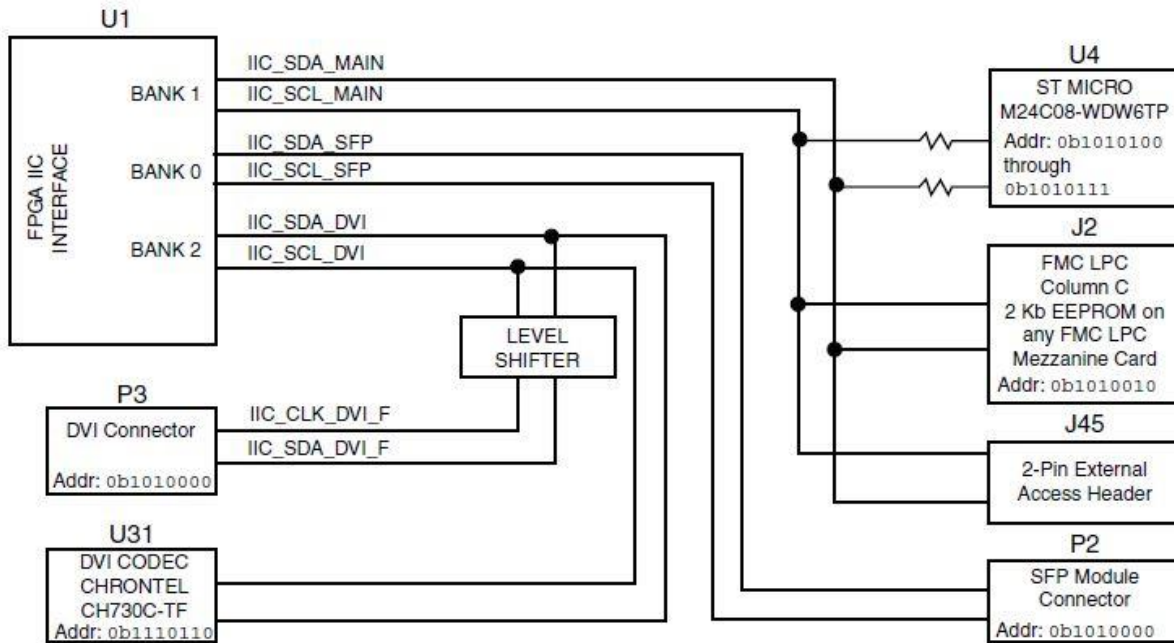 U1
FPGA IIC
INTERFACE
BANK 1
BANK 0
BANK 2
IIC_SDA_MAIN
IIC_SCL_MAIN
IIC_SDA_SFP
IIC_SCL_SFP
IIC_SDA_DVI
IIC_SCL_DVI
LEVEL
SHIFTER
P3
DVI Connector
Addr: 0b1010000
IIC_CLK_DVI_F
IIC_SDA_DVI_F
U31
DVI CODEC
CHRONTEL
CH730C-TF
Addr: 0b1110110
U4
ST MICRO
M24C08-WDW6TP
Addr: 0b1010100
through
0b1010111
J2
FMC LPC
Column C
2 Kb EEPROM on
any FMC LPC
Mezzanine Card
Addr: 0b1010010
J45
2-Pin External
Access Header
P2
SFP Module
Connector
Addr: 0b1010000